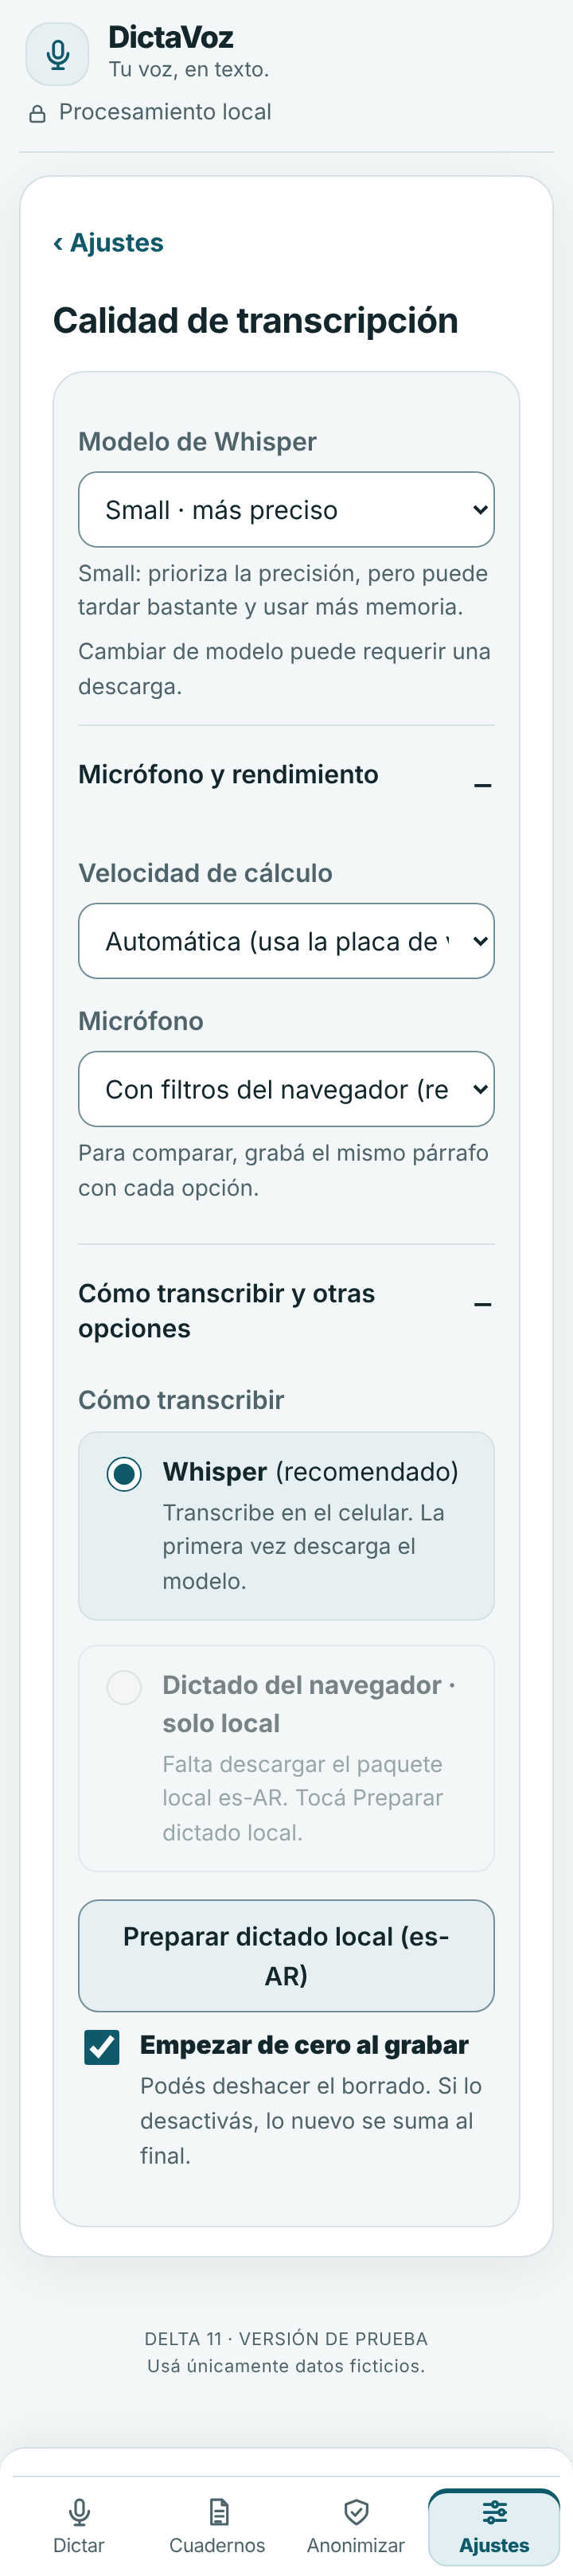 DictaVoz
Tu voz, en texto.
Procesamiento local
‹ Ajustes
Calidad de transcripción
Modelo de Whisper
Small · más preciso
Small: prioriza la precisión, pero puede
tardar bastante y usar más memoria.
Cambiar de modelo puede requerir una
descarga.
Micrófono y rendimiento
Velocidad de cálculo
Automática (usa la placa de
Micrófono
Con filtros del navegador (re
Para comparar, grabá el mismo párrafo
con cada opción.
Cómo transcribir y otras
opciones
Cómo transcribir
Whisper (recomendado)
Transcribe en el celular. La
primera vez descarga el
modelo.
Dictado del navegador ·
solo local
Falta descargar el paquete
local es-AR. Tocá Preparar
dictado local.
Preparar dictado local (es-
AR)
Empezar de cero al grabar
Podés deshacer el borrado. Si lo
desactivás, lo nuevo se suma al
final.
DELTA 11 · VERSIÓN DE PRUEBA
Usá únicamente datos ficticios.
Dictar
Cuadernos
Anonimizar
Ajustes